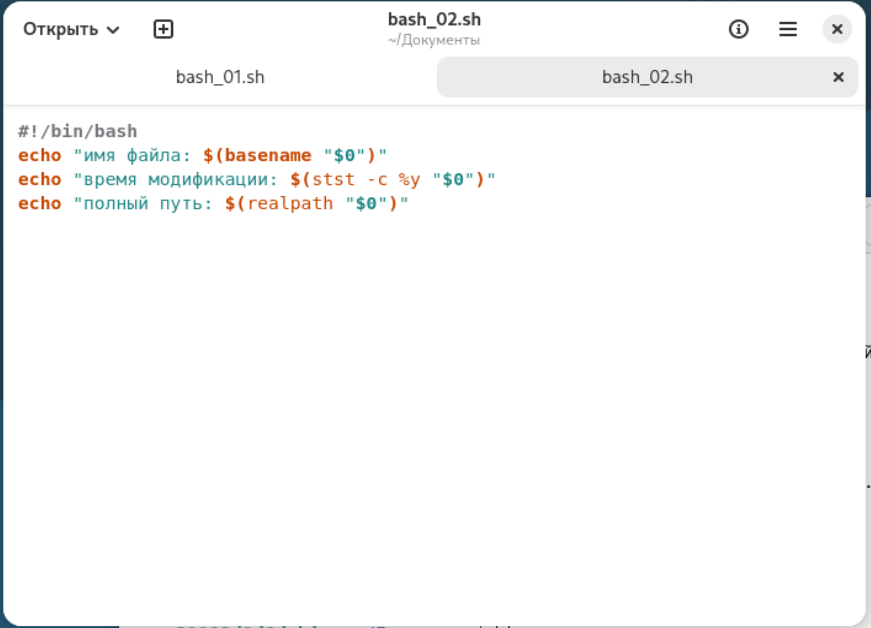 Открыть
bash_02.sh
~/Документы
bash_01.sh
bash_02.sh
#!/bin/bash
echo "имя файла: $(basename "$0")"
echo "время модификации: $(stst -c %y "$0")"
echo "полный путь: $(realpath "$0")"